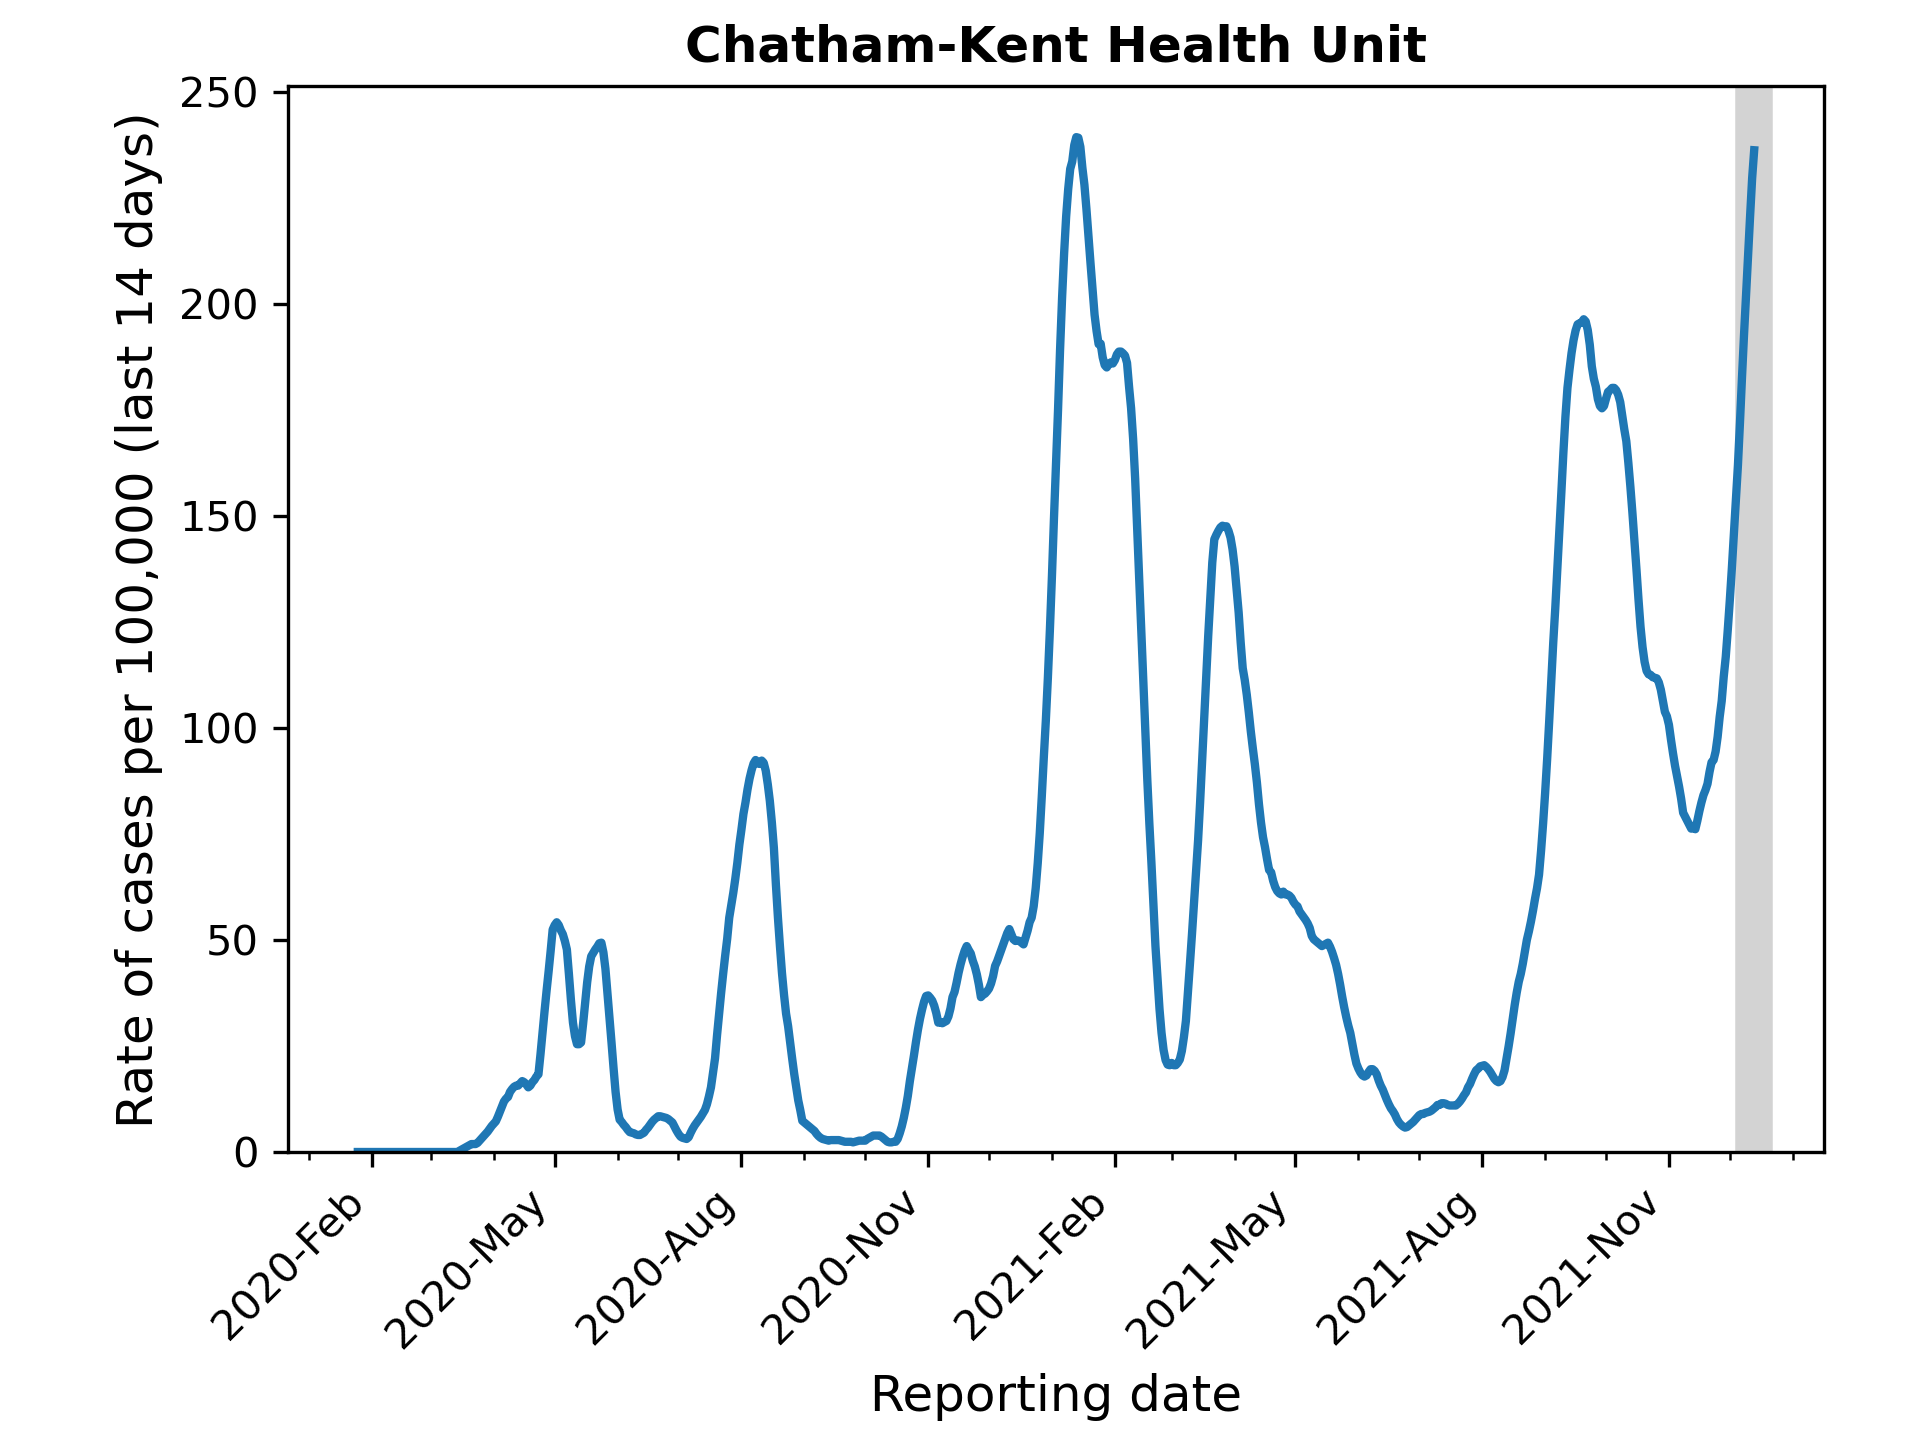 Chatham-Kent Health Unit
Rate of cases per 100,000 (last 14 days)
250
200
150
100
50
0
2020-Feb
2020-May
2020-Aug
2020-Nov
2021-Feb
2021-May
2021-Aug
2021-Nov
Reporting date